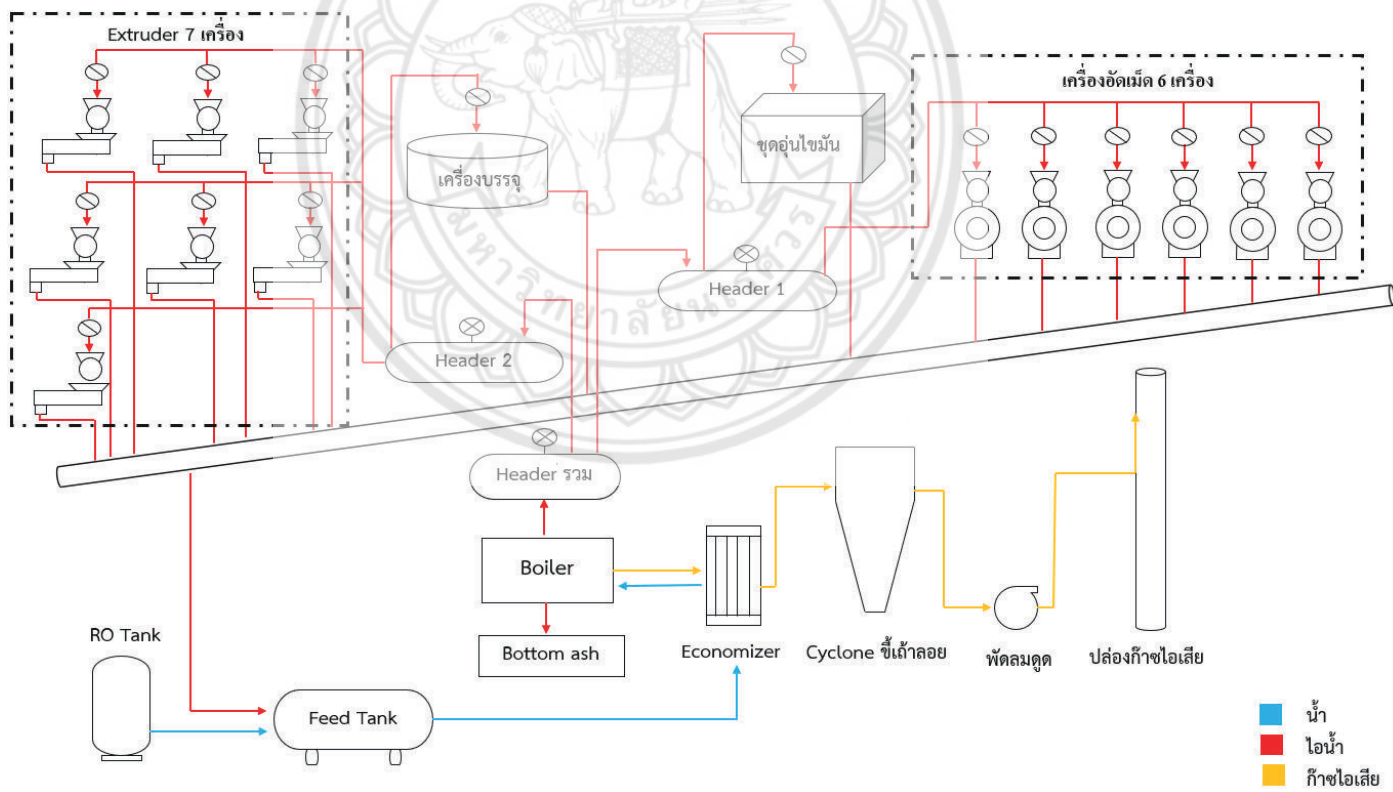 Extruder 7 เครื่อง
เครื่องอัดเม็ด 6 เครื่อง
ชุดอุ่นไขมัน
เครื่องบรรจุ
Header 1
Header 2
Header รวม
Boiler
Bottom ash
Economizer
Cyclone ขี้เถ้าลอย
พัดลมดูด
ปล่องก๊าซไอเสีย
RO Tank
Feed Tank
น้ำ
ไอน้ำ
ก๊าซไอเสีย